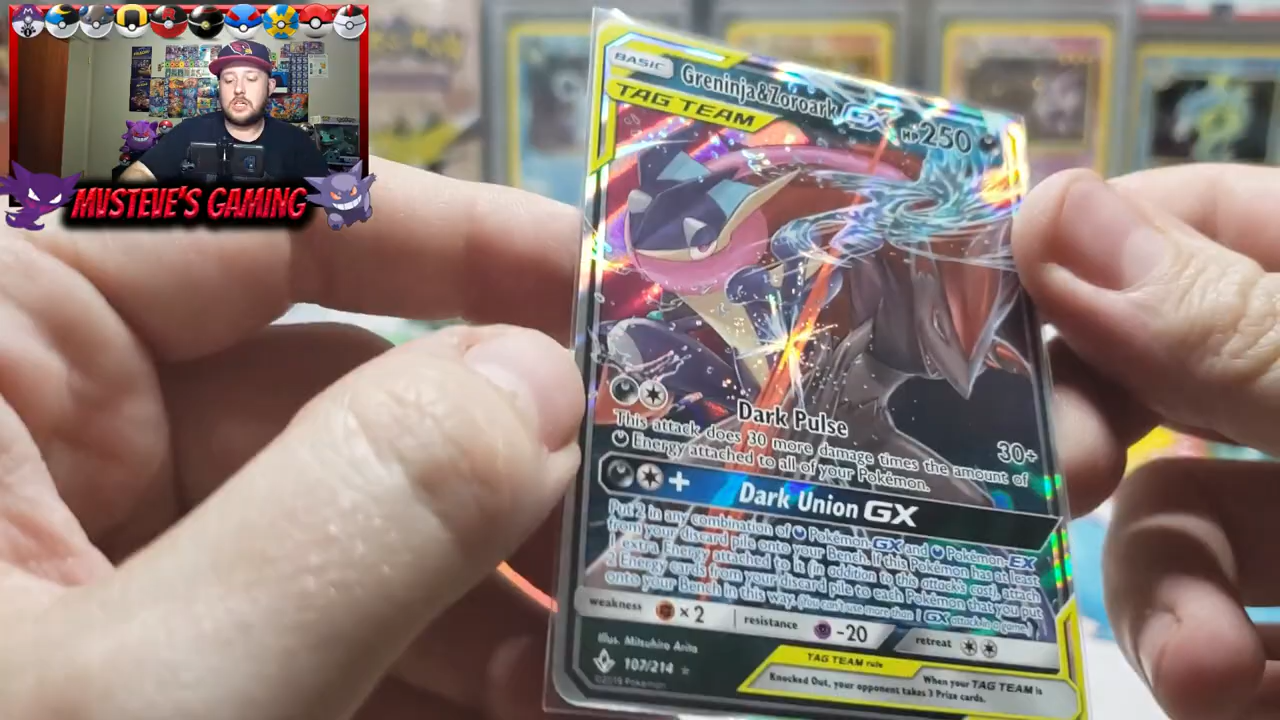 MVSTEVE'S GAMING
BASIC
Greninja&Zoroark GX HP250
TAG TEAM
Dark Pulse 30+
This attack does 30 more damage times the amount of
Energy attached to all of your Pokémon.
+ Dark Union GX
Put 2 in any combination of Pokémon-GX and Pokémon-EX
from your discard pile onto your Bench. If this Pokémon has at least
1 extra Energy attached to it (in addition to this attack's cost), attach
2 Energy cards from your discard pile to each Pokémon that you put
onto your Bench in this way. (You can't use more than 1 GX attack in a game.)
weakness × 2 resistance -20 retreat
Illus. Mitsuhiro Arita
107/214
©2019 Pokémon
TAG TEAM rule
When your TAG TEAM is
Knocked Out, your opponent takes 3 Prize cards.